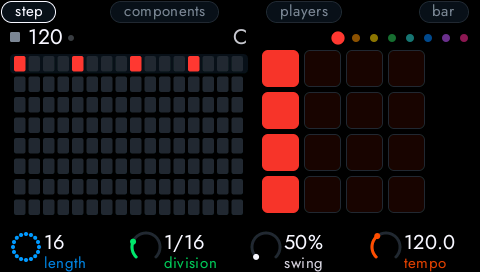 step components players bar
120 C
16 1/16 50% 120.0
length division swing tempo